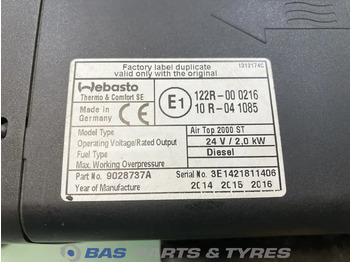 Factory label duplicate
valid only with the original
1313174C
Webasto
Thermo & Comfort SE
Made in
Germany
CE
E1
122R-00 0216
10 R-04 1085
Model Type Air Top 2000 ST
Operating Voltage/Rated Output 24 V / 2,0 kW
Fuel Diesel
Max. Working Overpressure
Part No. 9028737A Serial No. 3E1421811406
Year of Manufacture 2014 2015 2016
BAS PARTS & TYRES